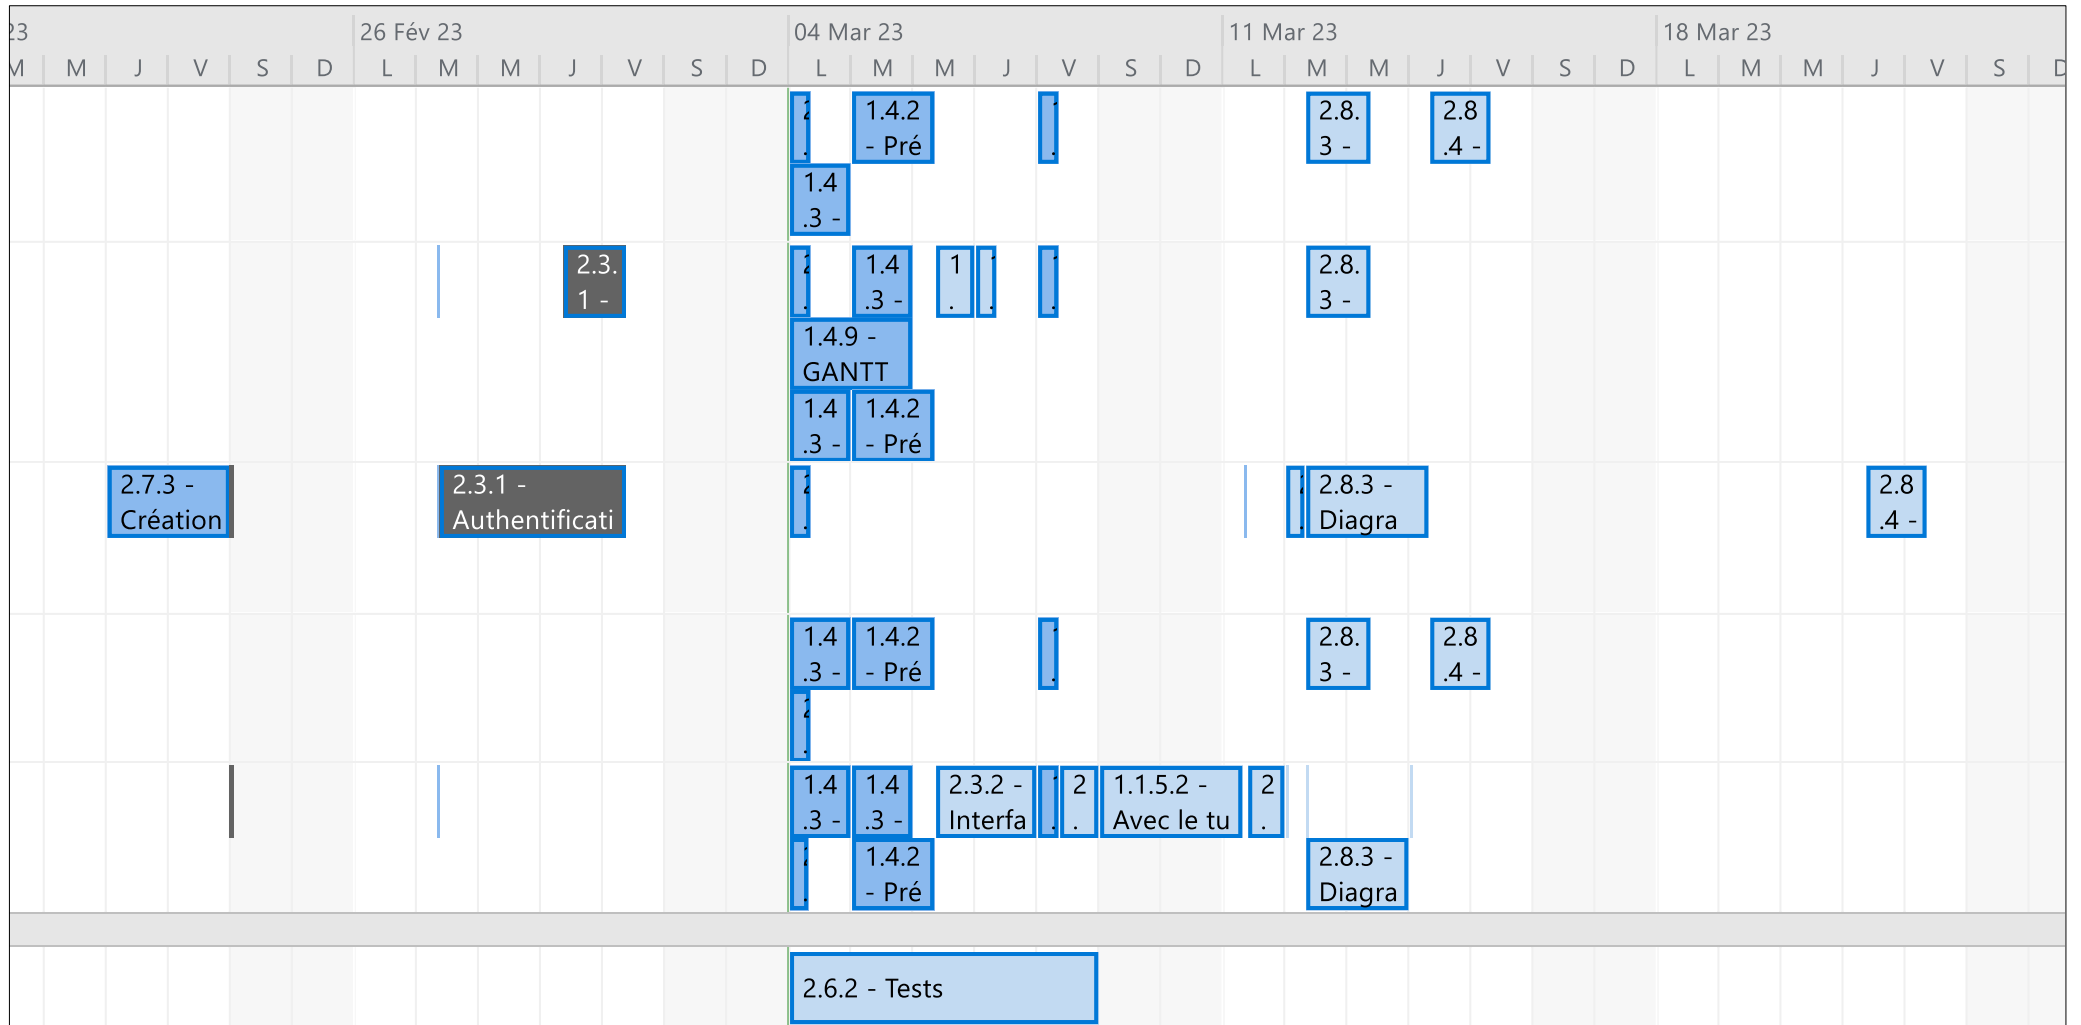 23
26 Fév 23
04 Mar 23
11 Mar 23
18 Mar 23
M M J V S D L M M J V S D L M M J V S D L M M J V S D L M M J V S D
1.4.2
- Pré
2.8.
3 -
2.8
.4 -
1.4
.3 -
2.3.
1 -
1.4
.3 -
1
.
2.8.
3 -
1.4.9 -
GANTT
1.4
.3 -
1.4.2
- Pré
2.7.3 -
Création
2.3.1 -
Authentificati
2.8.3 -
Diagra
2.8
.4 -
1.4
.3 -
1.4.2
- Pré
2.8.
3 -
2.8
.4 -
1.4
.3 -
1.4
.3 -
2.3.2 -
Interfa
2
.
1.1.5.2 -
Avec le tu
2
.
1.4.2
- Pré
2.8.3 -
Diagra
2.6.2 - Tests